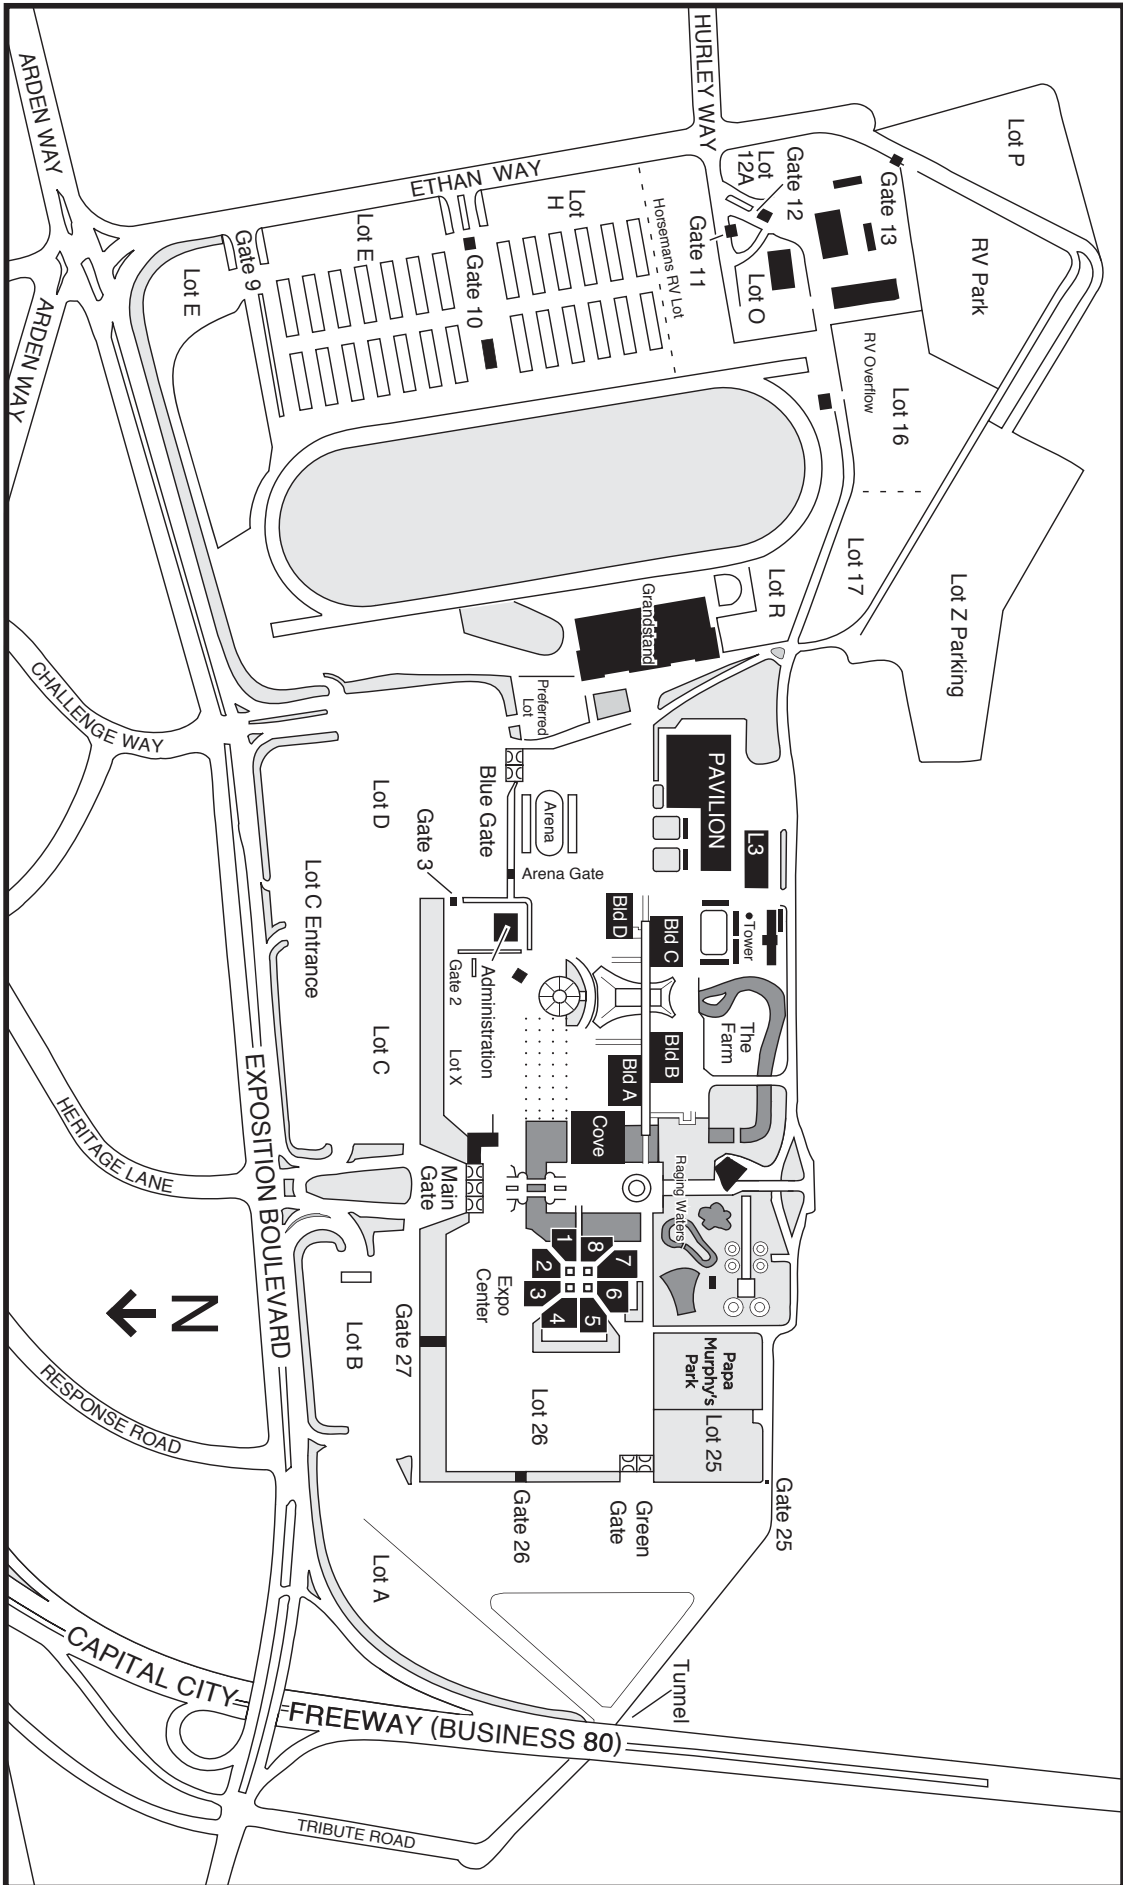 ARDEN WAY
ARDEN WAY
HURLEY WAY
ETHAN WAY
Lot P
Gate 13
RV Park
Gate 12
Lot
12A
Gate 11
Lot O
Lot
H
Horsemans RV Lot
Lot E
Gate 10
Gate 9
Lot E
RV Overflow
Lot 16
Lot 17
Lot Z Parking
Lot R
Grandstand
Preferred
Lot
CHALLENGE WAY
Blue Gate
Arena
Arena Gate
PAVILION
L3
Lot D
Gate 3
Lot C Entrance
Administration
Gate 2
Lot X
Lot C
Bld D
Bld C
Tower
The
Farm
Bld B
Bld A
Cove
Raging Waters
Main
Gate
HERITAGE LANE
EXPOSITION BOULEVARD
N
1
2
3
4
5
6
7
8
Expo
Center
Gate 27
Lot B
Papa
Murphy's
Park
Lot 25
Lot 26
Gate 25
Green
Gate
Gate 26
RESPONSE ROAD
Lot A
Tunnel
CAPITAL CITY
FREEWAY (BUSINESS 80)
TRIBUTE ROAD